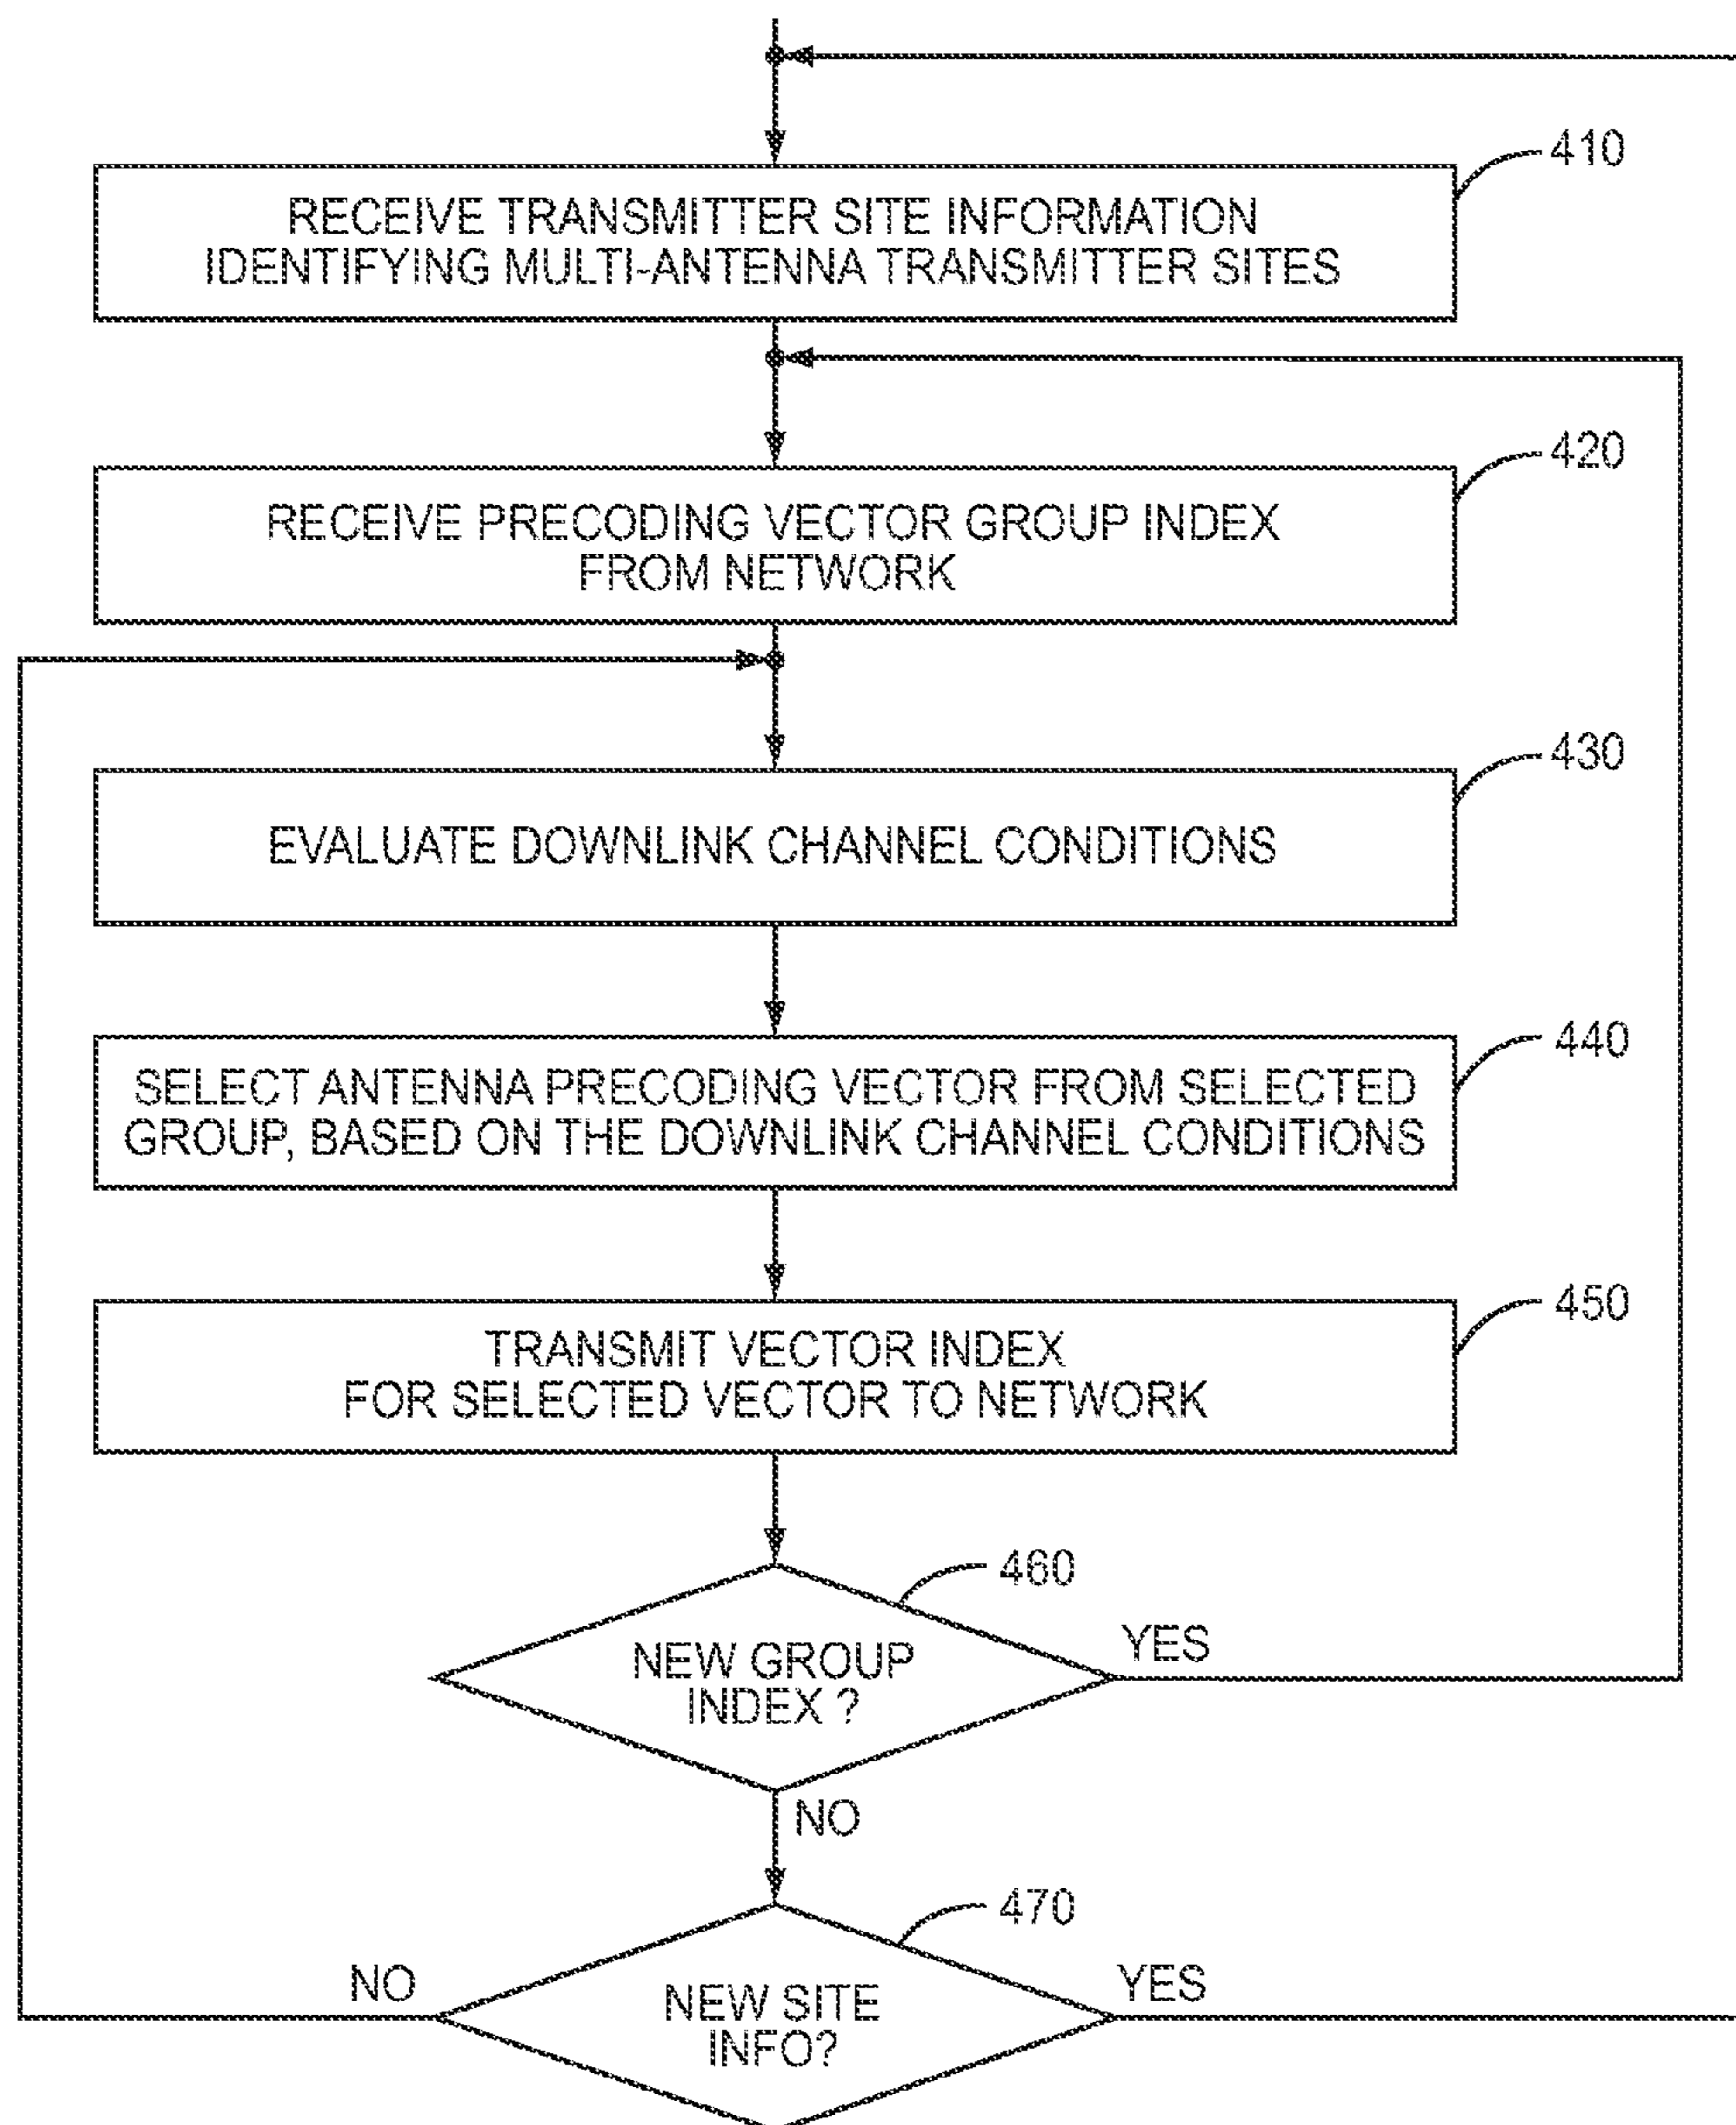 410
RECEIVE TRANSMITTER SITE INFORMATION
IDENTIFYING MULTI-ANTENNA TRANSMITTER SITES
420
RECEIVE PRECODING VECTOR GROUP INDEX
FROM NETWORK
430
EVALUATE DOWNLINK CHANNEL CONDITIONS
440
SELECT ANTENNA PRECODING VECTOR FROM SELECTED
GROUP, BASED ON THE DOWNLINK CHANNEL CONDITIONS
450
TRANSMIT VECTOR INDEX
FOR SELECTED VECTOR TO NETWORK
460
YES
NEW GROUP
INDEX ?
NO
470
NO
YES
NEW SITE
INFO?